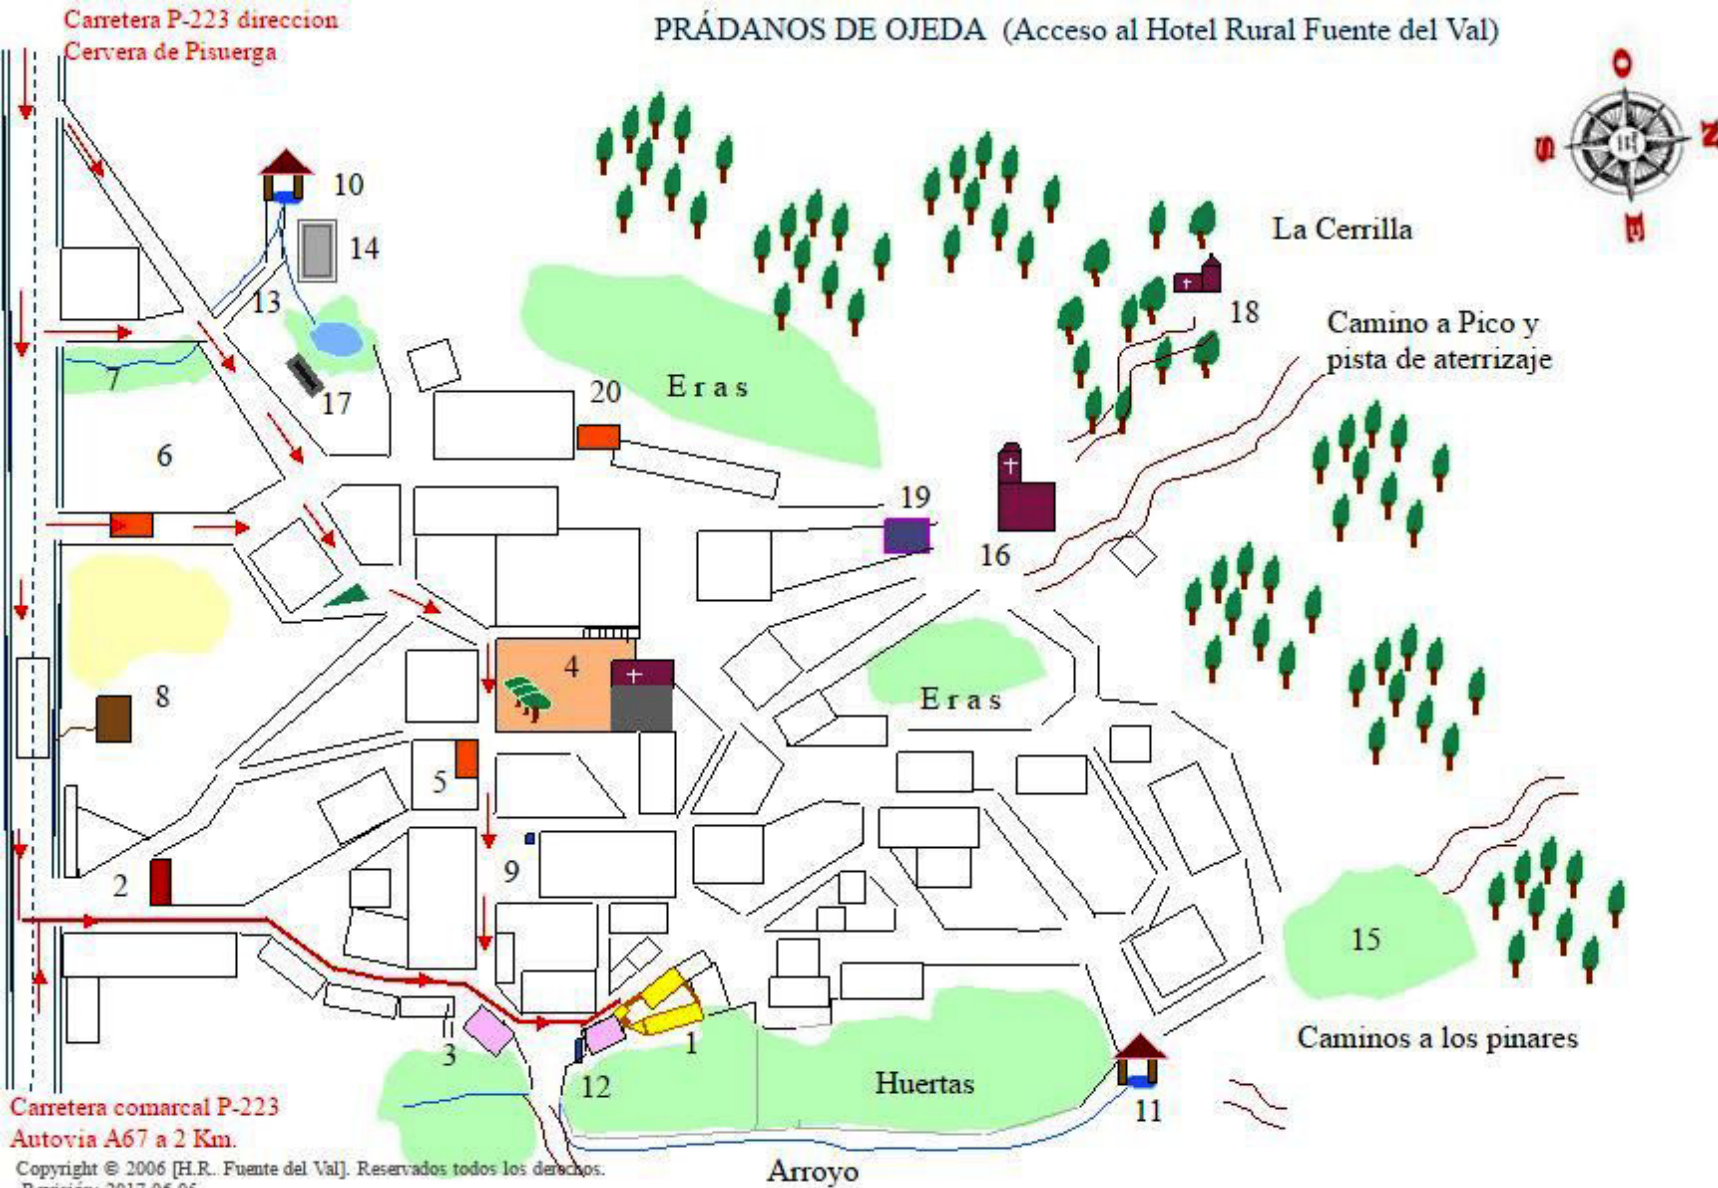 Carretera P-223 direccion
Cervera de Pisuerga
PRÁDANOS DE OJEDA (Acceso al Hotel Rural Fuente del Val)
O
N
S
E
10
14
13
La Cerrilla
18
Camino a Pico y
pista de aterrizaje
7
17
20
Eras
6
19
16
4
8
Eras
5
9
2
15
3
1
12
Huertas
Caminos a los pinares
11
Carretera comarcal P-223
Autovia A67 a 2 Km.
Copyright © 2006 [H.R.. Fuente del Val]. Reservados todos los derechos.
Arroyo